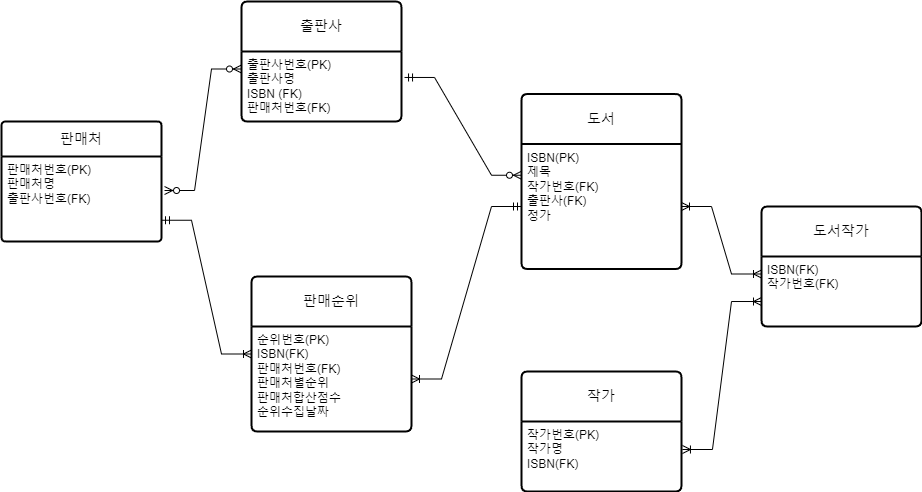 출판사
출판사번호(PK)
출판사명
ISBN (FK)
판매처번호(FK)
판매처
판매처번호(PK)
판매처명
출판사번호(FK)
도서
ISBN(PK)
제목
작가번호(FK)
출판사(FK)
정가
도서작가
ISBN(FK)
작가번호(FK)
판매순위
순위번호(PK)
ISBN(FK)
판매처번호(FK)
판매처별순위
판매처합산점수
순위수집날짜
작가
작가번호(PK)
작가명
ISBN(FK)